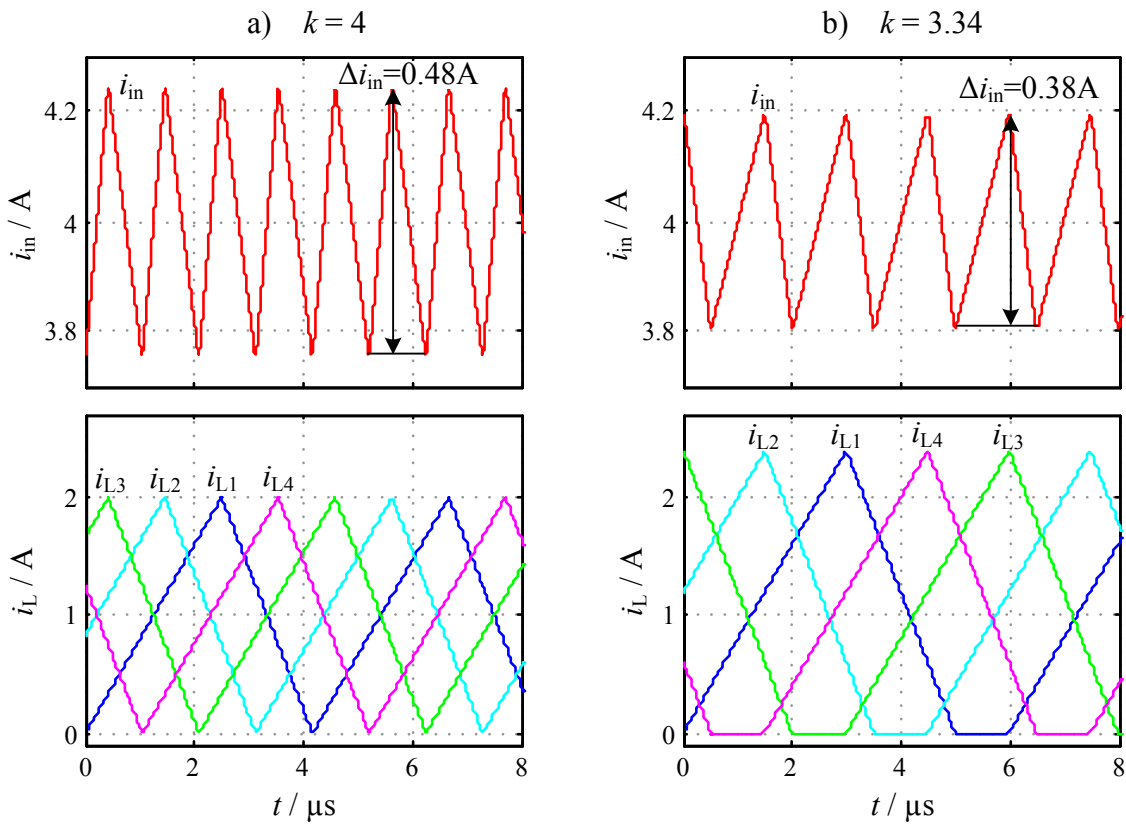 a) k = 4
i_in
Δi_in=0.48A
4.2
4
3.8
i_in / A
i_L3 i_L2 i_L1 i_L4
2
1
0
i_L / A
0 2 4 6 8
t / μs
b) k = 3.34
i_in
Δi_in=0.38A
4.2
4
3.8
i_in / A
i_L2 i_L1 i_L4 i_L3
2
1
0
i_L / A
0 2 4 6 8
t / μs